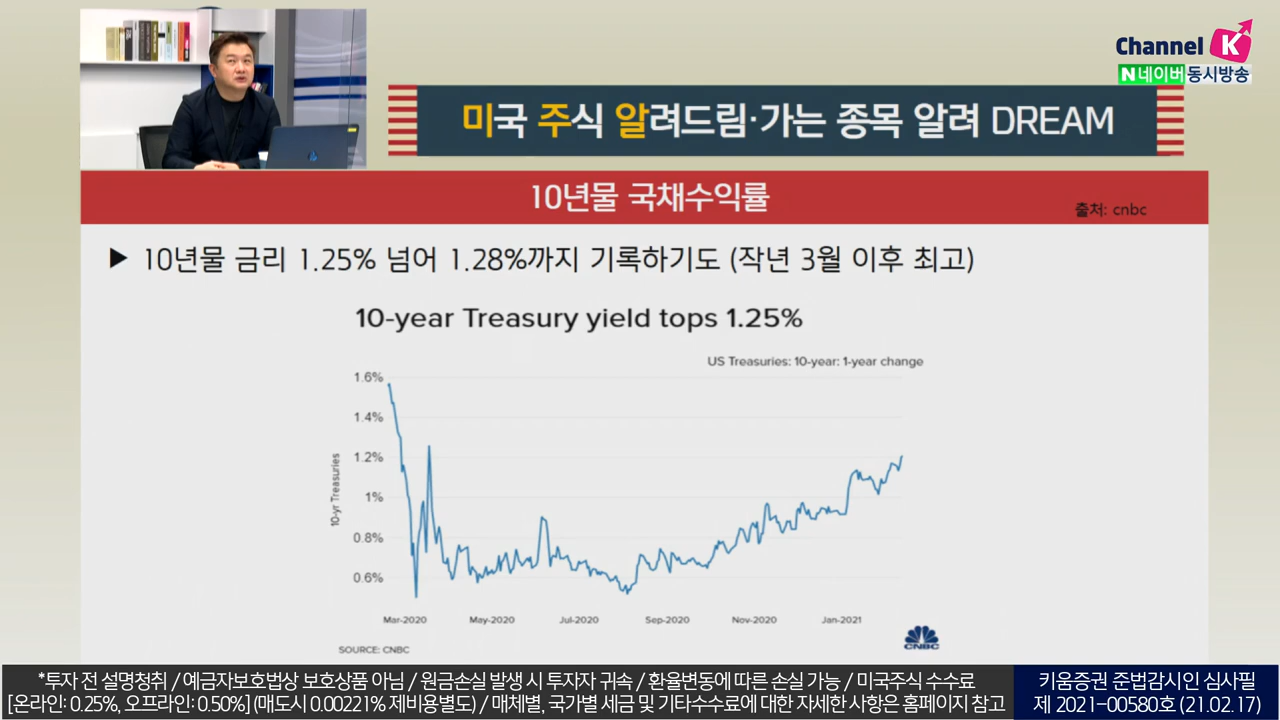 Channel K
N 네이버 동시방송
미국 주식 알려드림·가는 종목 알려 DREAM
10년물 국채수익률
출처: cnbc
▶ 10년물 금리 1.25% 넘어 1.28%까지 기록하기도 (작년 3월 이후 최고)
10-year Treasury yield tops 1.25%
US Treasuries: 10-year: 1-year change
1.6%
1.4%
1.2%
1%
0.8%
0.6%
10-yr Treasuries
Mar-2020 May-2020 Jul-2020 Sep-2020 Nov-2020 Jan-2021
SOURCE: CNBC
CNBC
*투자 전 설명청취 / 예금자보호법상 보호상품 아님 / 원금손실 발생 시 투자자 귀속 / 환율변동에 따른 손실 가능 / 미국주식 수수료
[온라인: 0.25%, 오프라인: 0.50%] (매도시 0.00221% 제비용별도) / 매체별, 국가별 세금 및 기타수수료에 대한 자세한 사항은 홈페이지 참고
키움증권 준법감시인 심사필
제 2021-00580호 (21.02.17)